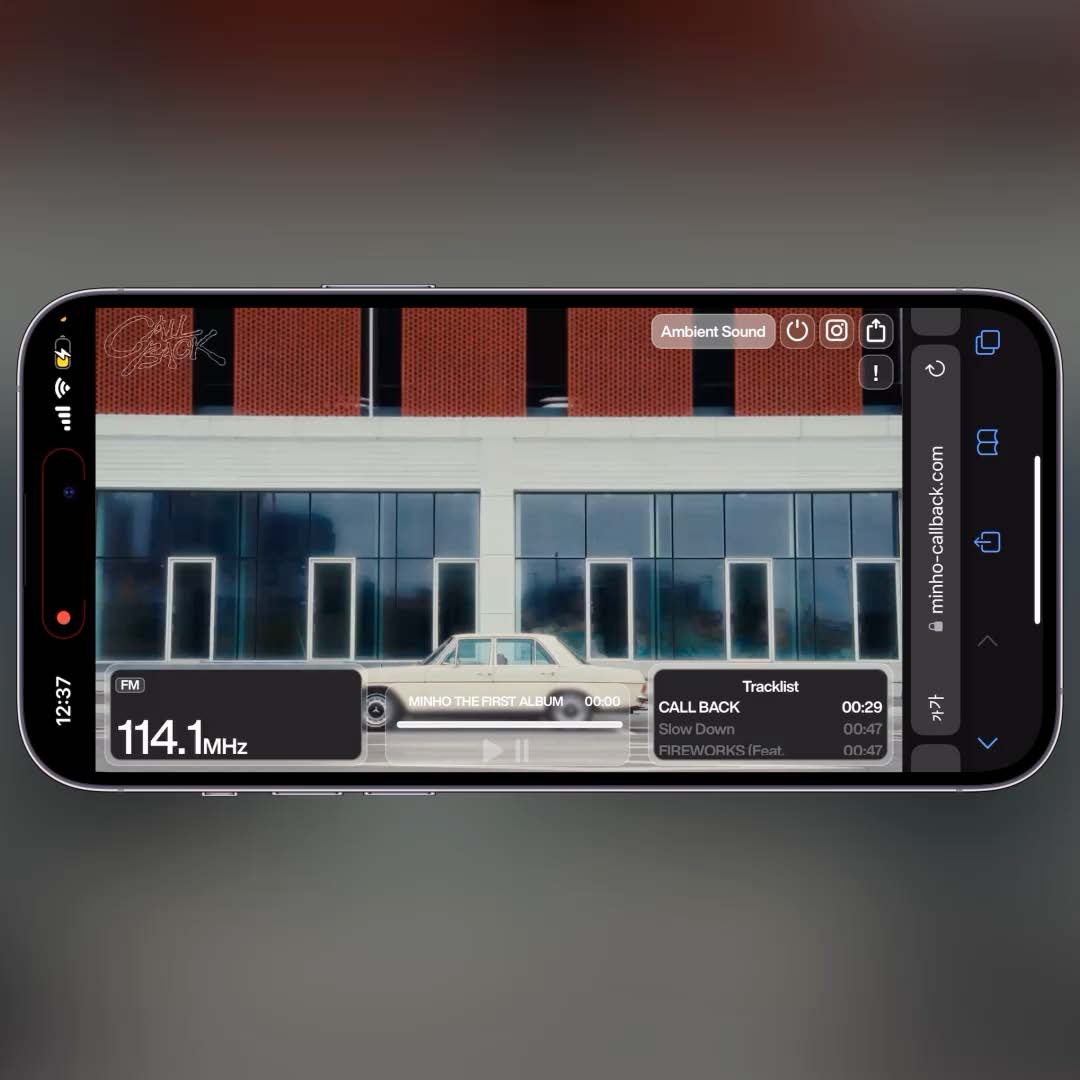 CALL
BACK
Ambient Sound
!
FM
114.1MHz
MINHO THE FIRST ALBUM 00:00
Tracklist
CALL BACK 00:29
Slow Down 00:47
FIREWORKS (Feat. 00:47
12:37
minho-callback.com
가가